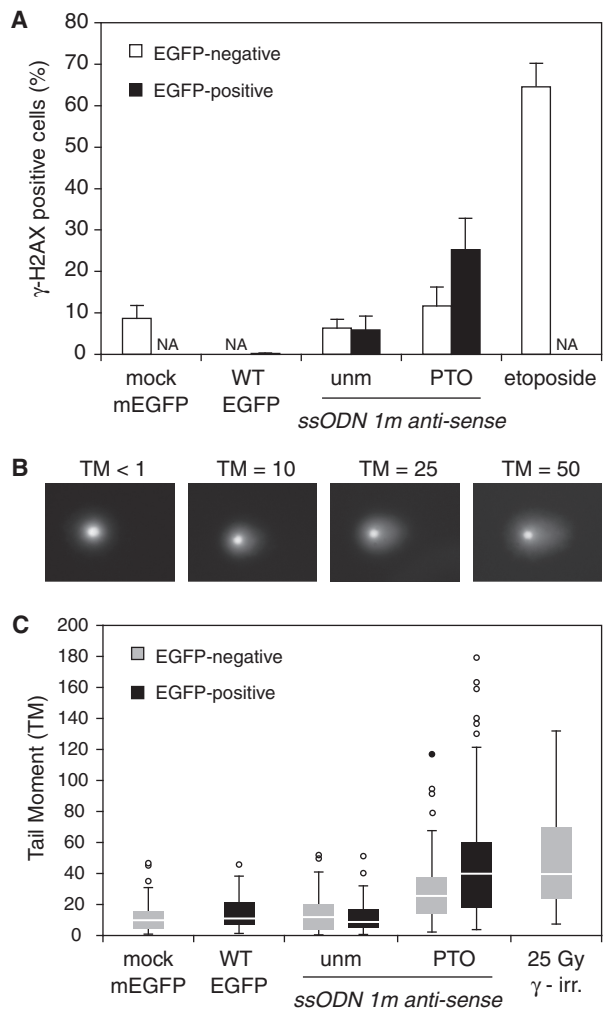 A
80
70
60
50
40
30
20
10
0
γ-H2AX positive cells (%)
EGFP-negative
EGFP-positive
NA
NA
NA
mock
mEGFP
WT
EGFP
unm
PTO
etoposide
ssODN 1m anti-sense
B
TM < 1
TM = 10
TM = 25
TM = 50
C
200
180
160
140
120
100
80
60
40
20
0
Tail Moment (TM)
EGFP-negative
EGFP-positive
mock
mEGFP
WT
EGFP
unm
PTO
25 Gy
γ - irr.
ssODN 1m anti-sense